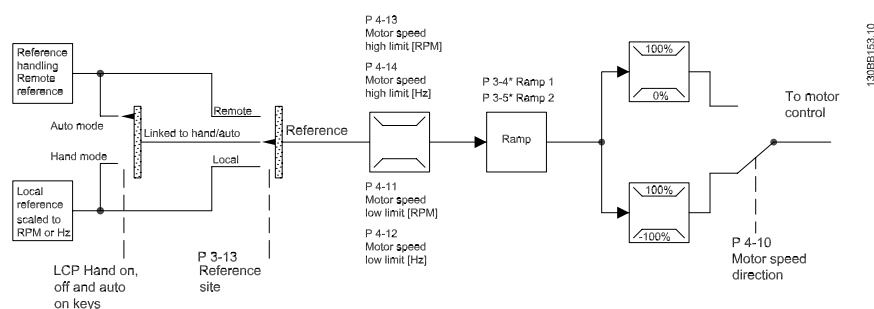 Reference
handling
Remote
reference
Auto mode
Hand mode
Local
reference
scaled to
RPM or Hz
LCP Hand on,
off and auto
on keys
Linked to hand/auto
Remote
Local
P 3-13
Reference
site
Reference
P 4-13
Motor speed
high limit [RPM]
P 4-14
Motor speed
high limit [Hz]
P 4-11
Motor speed
low limit [RPM]
P 4-12
Motor speed
low limit [Hz]
P 3-4* Ramp 1
P 3-5* Ramp 2
Ramp
100%
0%
100%
-100%
To motor
control
P 4-10
Motor speed
direction
130BB153.10